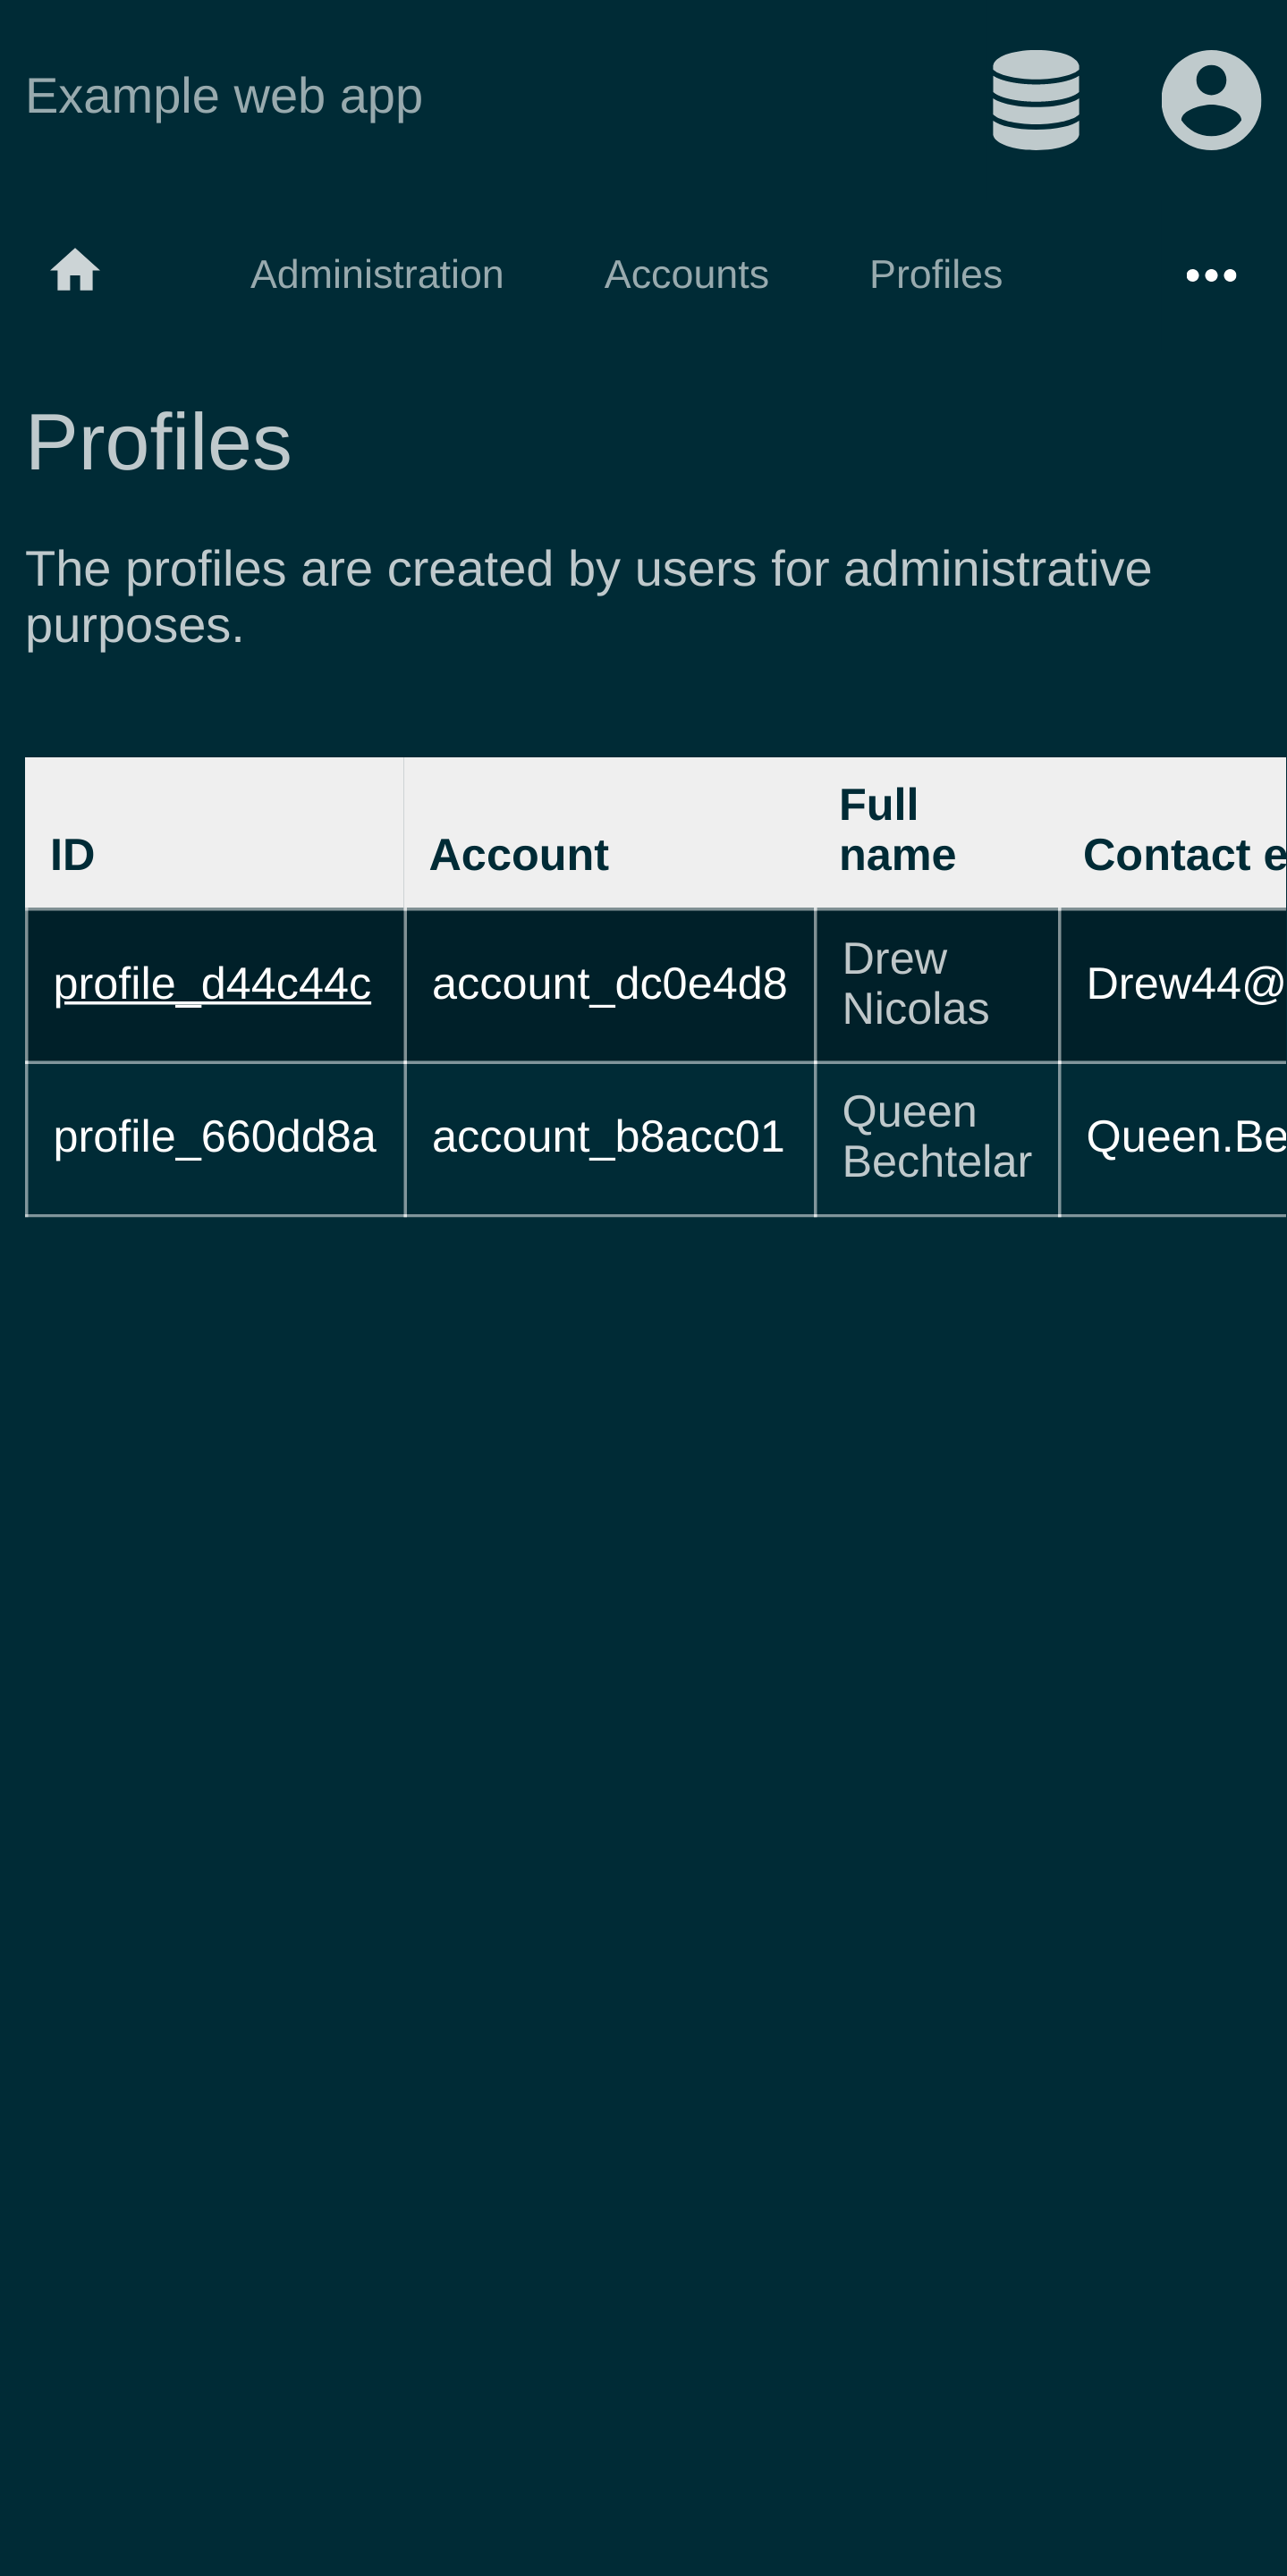 Example web app
Administration Accounts Profiles
Profiles
The profiles are created by users for administrative
purposes.
ID Account Full name Contact e
profile_d44c44c account_dc0e4d8 Drew Nicolas Drew44@
profile_660dd8a account_b8acc01 Queen Bechtelar Queen.Be